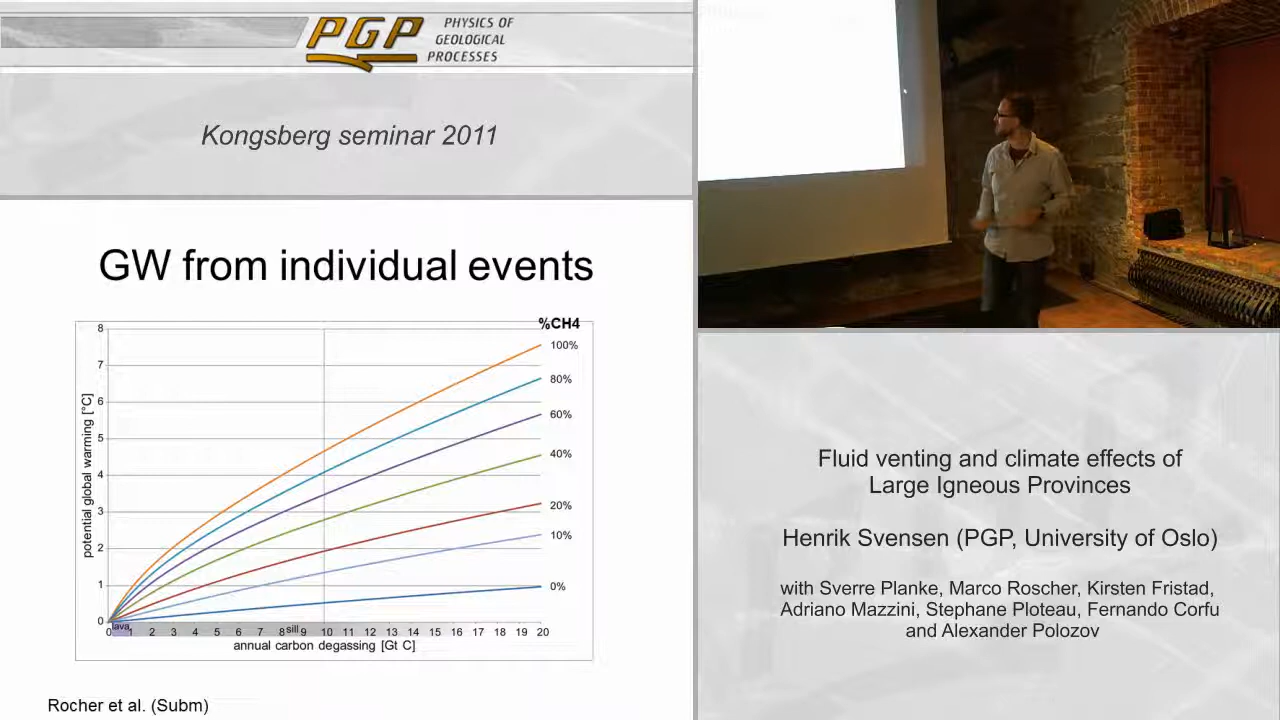 PGP
PHYSICS OF
GEOLOGICAL
PROCESSES
Kongsberg seminar 2011
GW from individual events
%CH4
8
7
6
5
4
3
2
1
0
potential global warming [°C]
100%
80%
60%
40%
20%
10%
0%
lava
sill
0 1 2 3 4 5 6 7 8 9 10 11 12 13 14 15 16 17 18 19 20
annual carbon degassing [Gt C]
Rocher et al. (Subm)
Fluid venting and climate effects of
Large Igneous Provinces
Henrik Svensen (PGP, University of Oslo)
with Sverre Planke, Marco Roscher, Kirsten Fristad,
Adriano Mazzini, Stephane Ploteau, Fernando Corfu
and Alexander Polozov